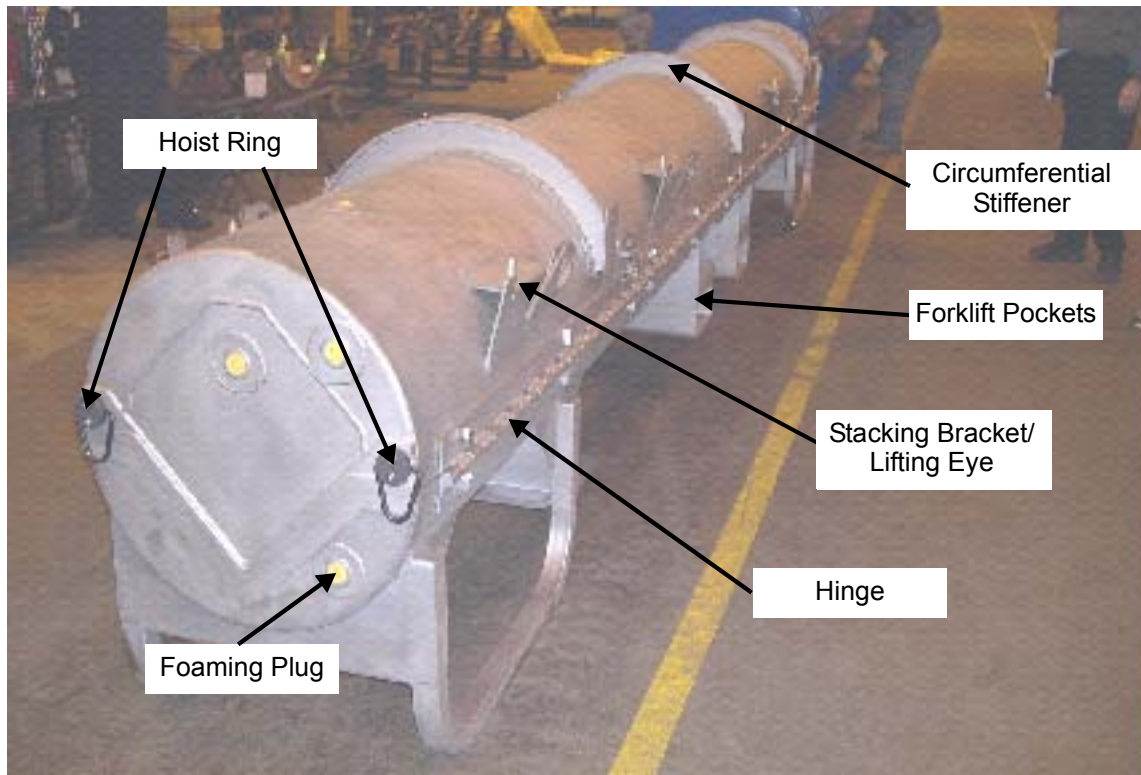 Hoist Ring
Circumferential
Stiffener
Forklift Pockets
Stacking Bracket/
Lifting Eye
Hinge
Foaming Plug